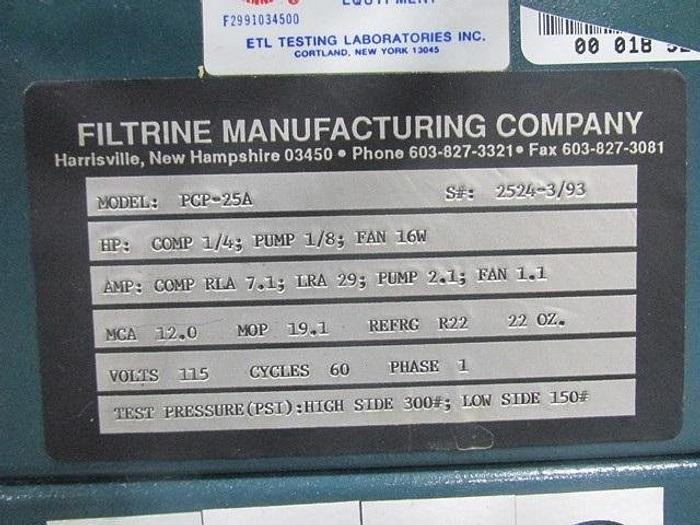 EQUIPMENT
F2991034500
ETL TESTING LABORATORIES INC.
CORTLAND, NEW YORK 13045
00 018
FILTRINE MANUFACTURING COMPANY
Harrisville, New Hampshire 03450 • Phone 603-827-3321 • Fax 603-827-3081
MODEL: PCP-25A S#: 2524-3/93
HP: COMP 1/4; PUMP 1/8; FAN 16W
AMP: COMP RLA 7.1; LRA 29; PUMP 2.1; FAN 1.1
MCA 12.0 MOP 19.1 REFRG R22 22 OZ.
VOLTS 115 CYCLES 60 PHASE 1
TEST PRESSURE(PSI):HIGH SIDE 300#; LOW SIDE 150#